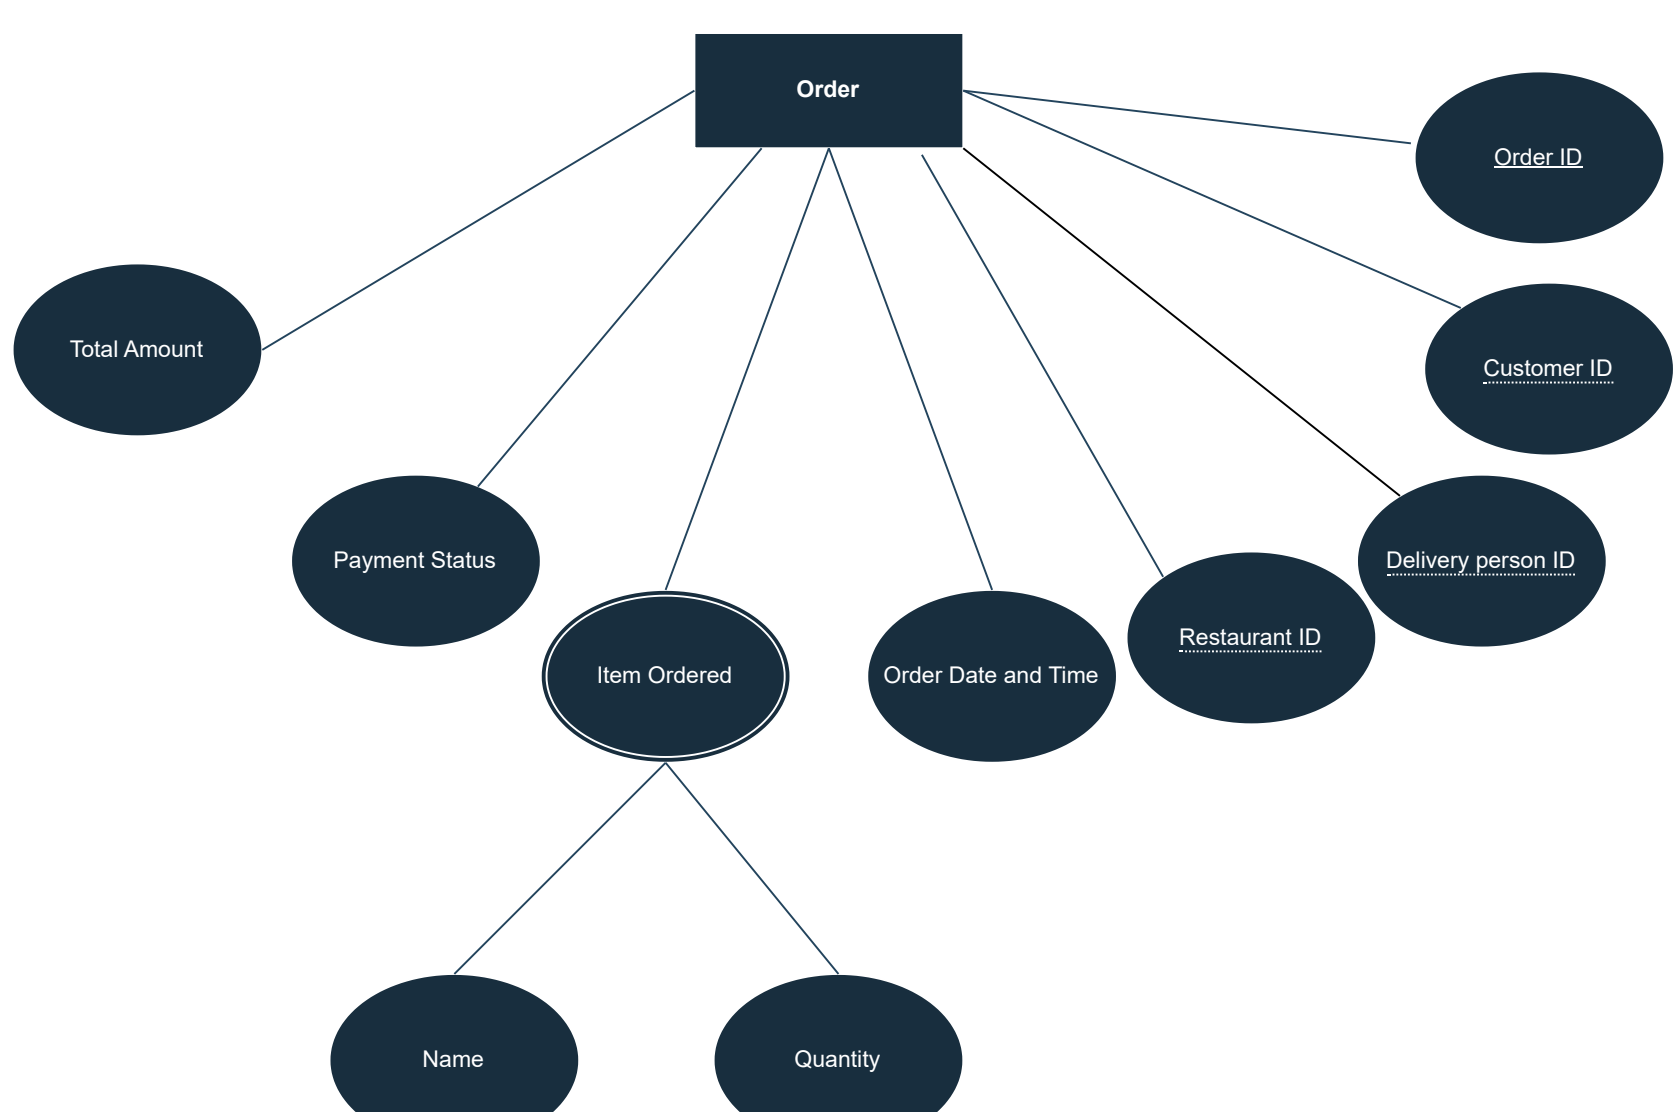 Order
Order ID
Total Amount
Customer ID
Payment Status
Delivery person ID
Restaurant ID
Item Ordered
Order Date and Time
Name
Quantity